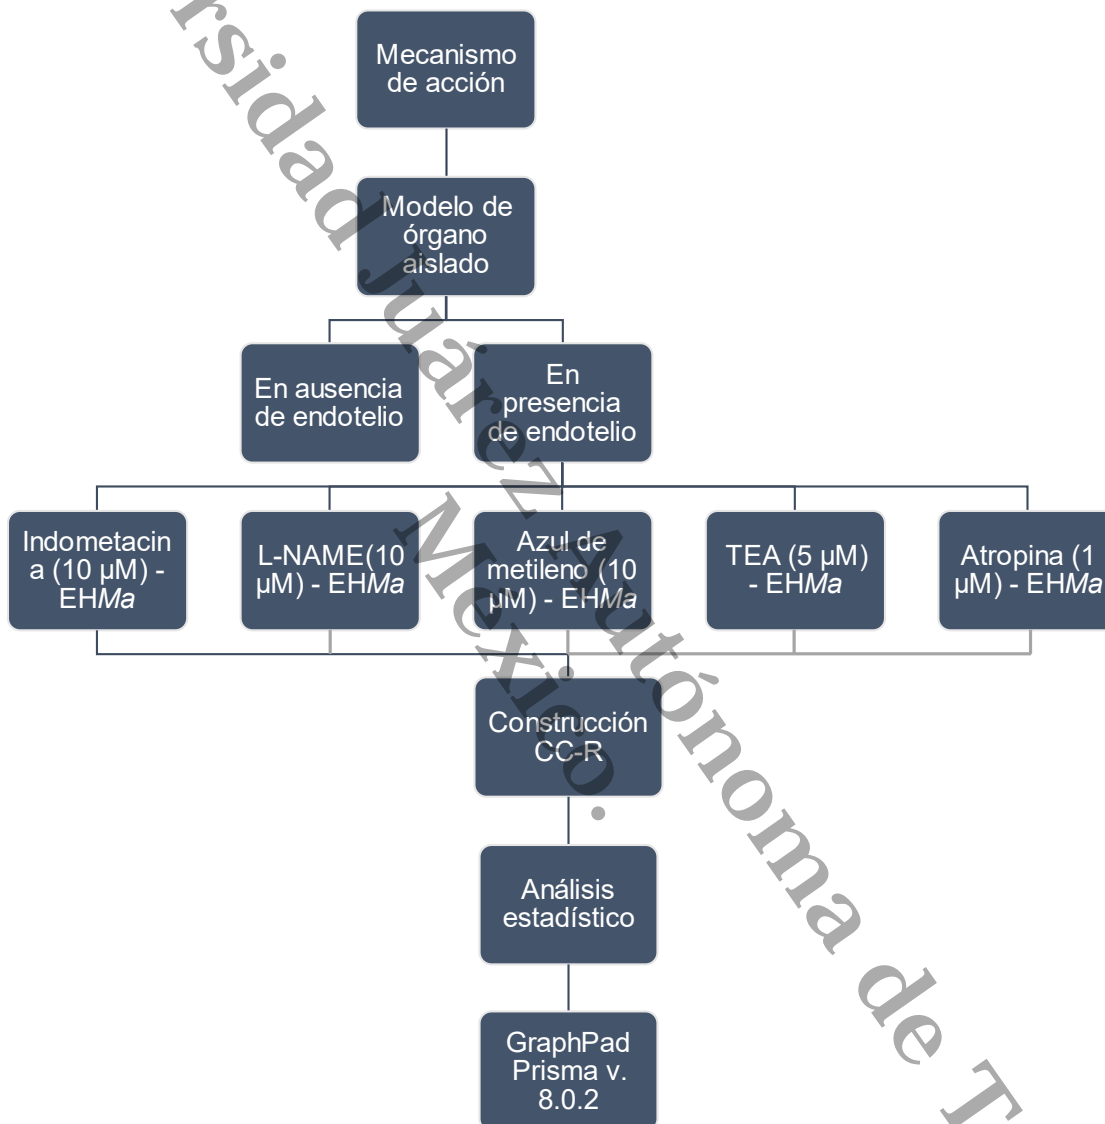 Mecanismo
de acción
Modelo de
órgano
aislado
En ausencia
de endotelio
En
presencia
de endotelio
Indometacin
a (10 µM) -
EHMa
L-NAME(10
µM) - EHMa
Azul de
metileno (10
µM) - EHMa
TEA (5 µM)
- EHMa
Atropina (1
µM) - EHMa
Construcción
CC-R
Análisis
estadístico
GraphPad
Prisma v.
8.0.2
rsidad Juárez Autónoma de T
México.